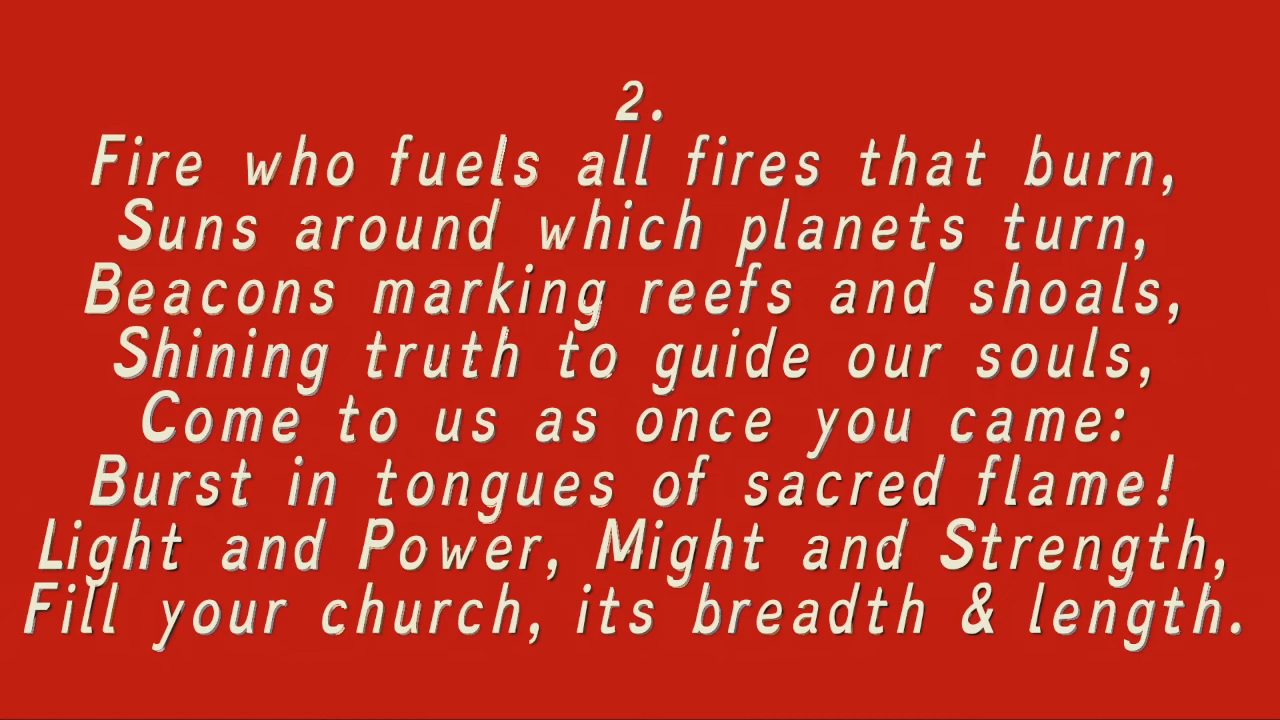 2.
Fire who fuels all fires that burn,
Suns around which planets turn,
Beacons marking reefs and shoals,
Shining truth to guide our souls,
Come to us as once you came:
Burst in tongues of sacred flame!
Light and Power, Might and Strength,
Fill your church, its breadth & length.